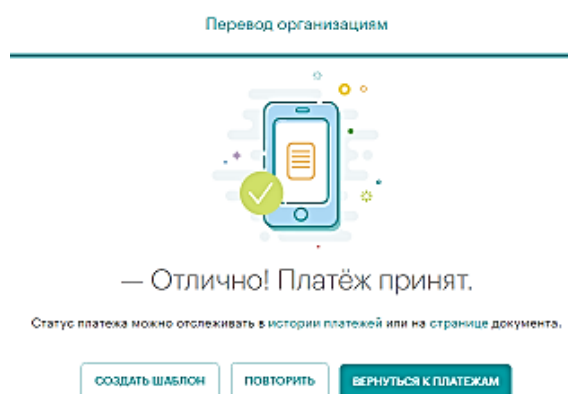 Перевод организациям
— Отлично! Платёж принят.
Статус платежа можно отслеживать в истории платежей или на странице документа.
СОЗДАТЬ ШАБЛОН
ПОВТОРИТЬ
ВЕРНУТЬСЯ К ПЛАТЕЖАМ